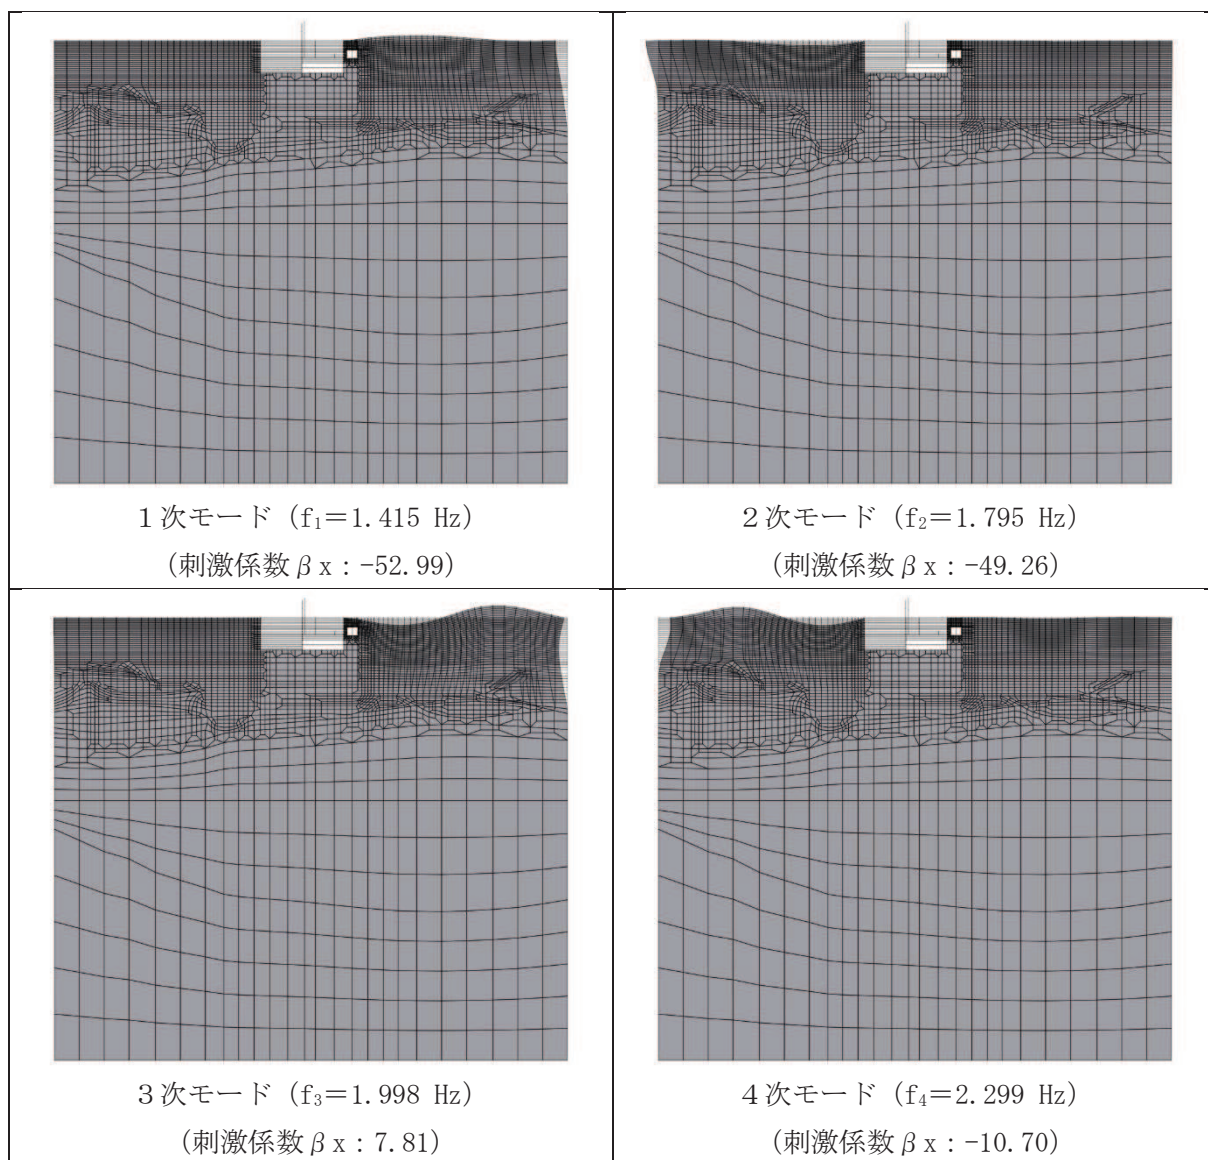 1次モード (f₁＝1.415 Hz)
(刺激係数βx：-52.99)
2次モード (f₂＝1.795 Hz)
(刺激係数βx：-49.26)
3次モード (f₃＝1.998 Hz)
(刺激係数βx：7.81)
4次モード (f₄＝2.299 Hz)
(刺激係数βx：-10.70)